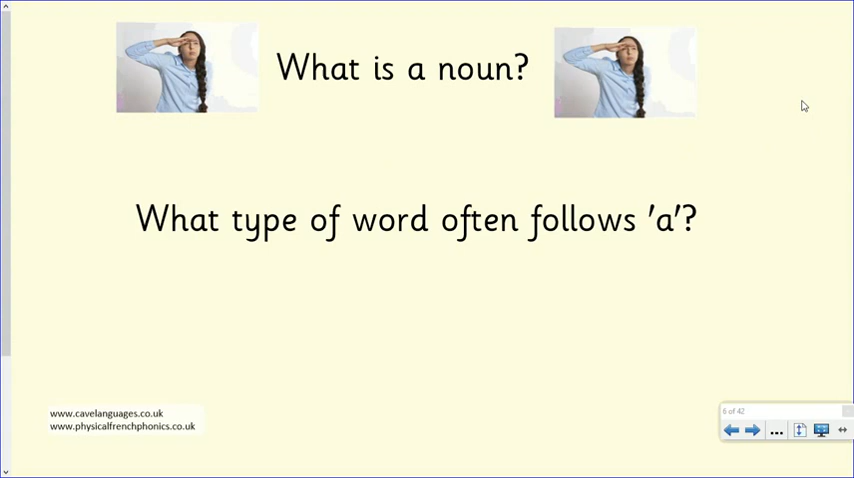 What is a noun?
What type of word often follows 'a'?
www.cavelanguages.co.uk
www.physicalfrenchphonics.co.uk
6 of 42